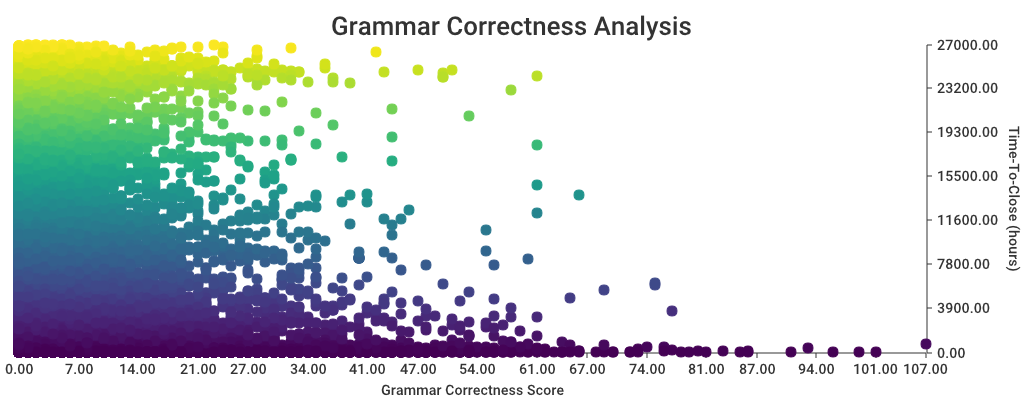 Grammar Correctness Analysis
27000.00
23200.00
19300.00
15500.00
11600.00
7800.00
3900.00
0.00
Time-To-Close (hours)
0.00 7.00 14.00 21.00 27.00 34.00 41.00 47.00 54.00 61.00 67.00 74.00 81.00 87.00 94.00 101.00 107.00
Grammar Correctness Score